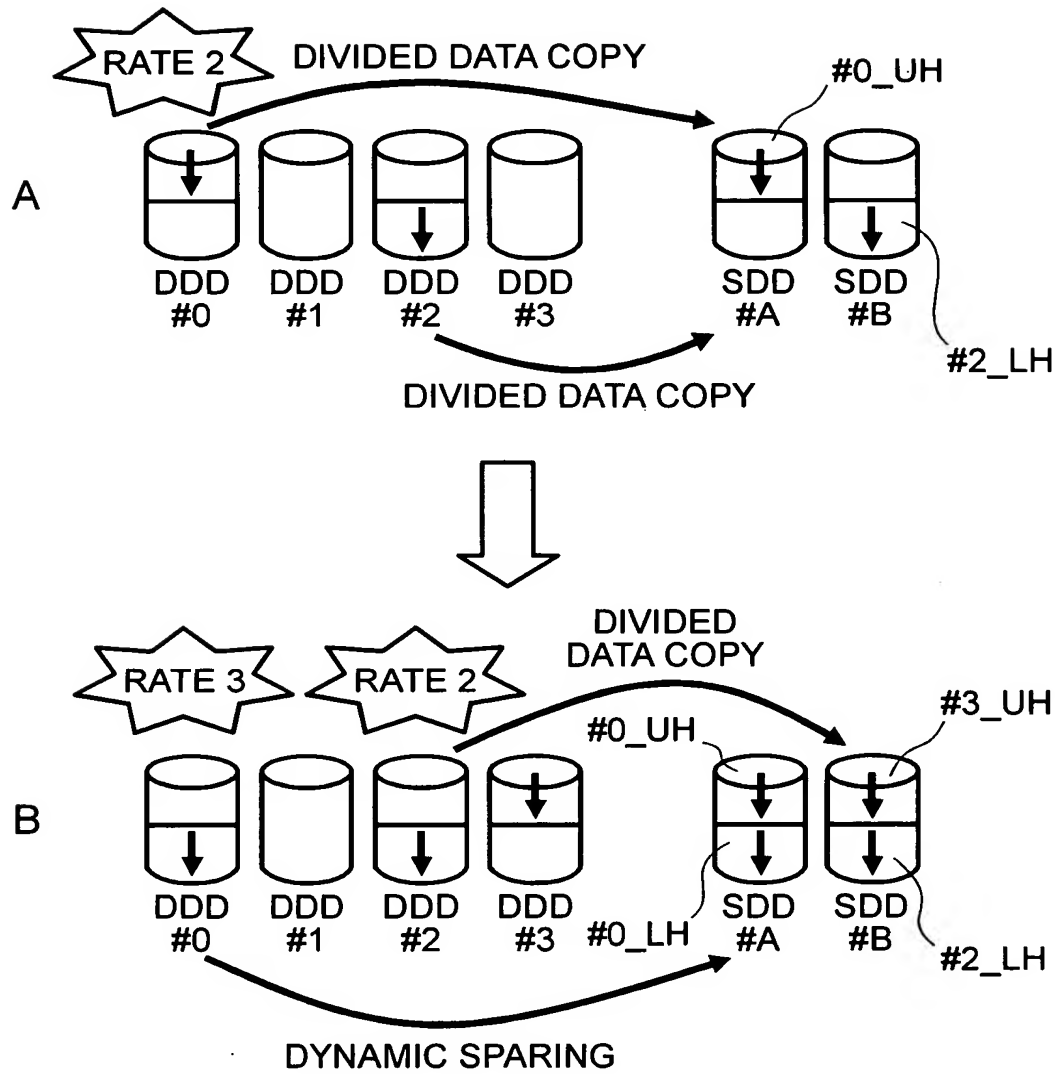 RATE 2
DIVIDED DATA COPY
#0_UH
A
DDD
#0
DDD
#1
DDD
#2
DDD
#3
SDD
#A
SDD
#B
#2_LH
DIVIDED DATA COPY
DIVIDED
DATA COPY
RATE 3
RATE 2
#0_UH
#3_UH
B
DDD
#0
DDD
#1
DDD
#2
DDD
#3
#0_LH
SDD
#A
SDD
#B
#2_LH
DYNAMIC SPARING